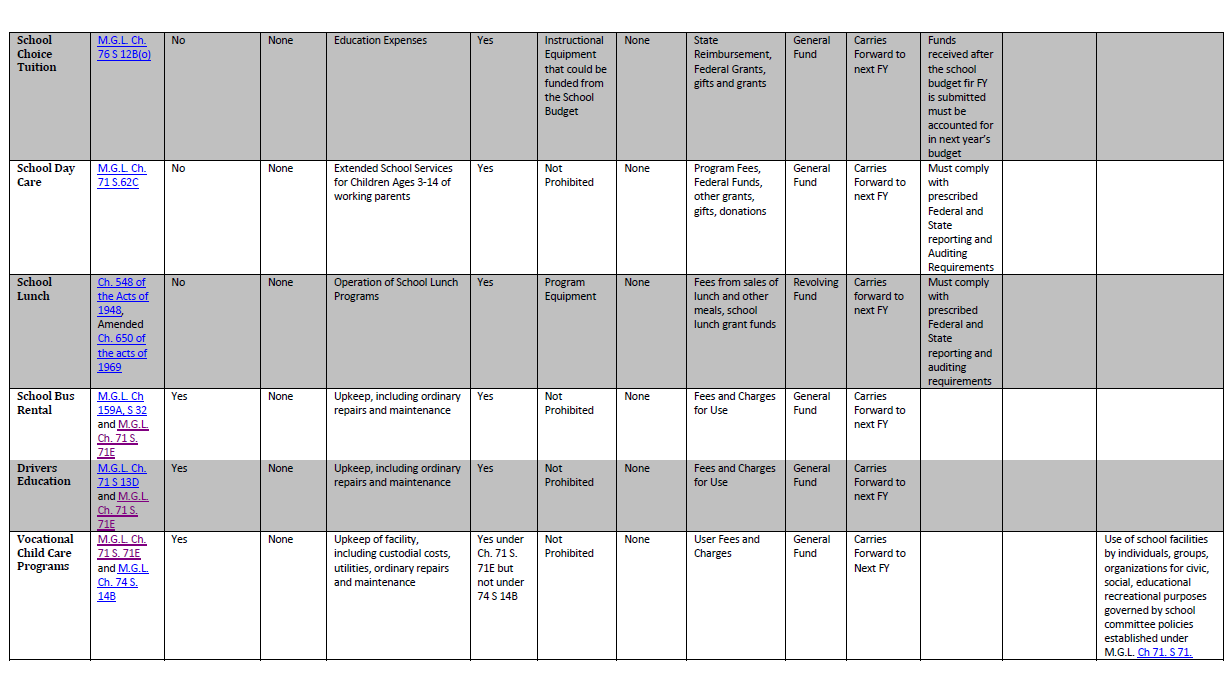 School
Choice
Tuition
M.G.L. Ch.
76 S 12B(o)
No
None
Education Expenses
Yes
Instructional
Equipment
that could be
funded from
the School
Budget
None
State
Reimbursement,
Federal Grants,
gifts and grants
General
Fund
Carries
Forward to
next FY
Funds
received after
the school
budget fir FY
is submitted
must be
accounted for
in next year's
budget
School Day
Care
M.G.L. Ch.
71 S.62C
No
None
Extended School Services
for Children Ages 3-14 of
working parents
Yes
Not
Prohibited
None
Program Fees,
Federal Funds,
other grants,
gifts, donations
General
Fund
Carries
Forward to
next FY
Must comply
with
prescribed
Federal and
State
reporting and
Auditing
Requirements
School
Lunch
Ch. 548 of
the Acts of
1948,
Amended
Ch. 650 of
the acts of
1969
No
None
Operation of School Lunch
Programs
Yes
Program
Equipment
None
Fees from sales of
lunch and other
meals, school
lunch grant funds
Revolving
Fund
Carries
forward to
next FY
Must comply
with
prescribed
Federal and
State
reporting and
auditing
requirements
School Bus
Rental
M.G.L. Ch
159A, S 32
and M.G.L.
Ch. 71 S.
71E
Yes
None
Upkeep, including ordinary
repairs and maintenance
Yes
Not
Prohibited
None
Fees and Charges
for Use
General
Fund
Carries
Forward to
next FY
Drivers
Education
M.G.L. Ch.
71 S 13D
and M.G.L.
Ch. 71 S.
71E
Yes
None
Upkeep, including ordinary
repairs and maintenance
Yes
Not
Prohibited
None
Fees and Charges
for Use
General
Fund
Carries
Forward to
next FY
Vocational
Child Care
Programs
M.G.L. Ch.
71 S. 71E
and M.G.L.
Ch. 74 S.
14B
Yes
None
Upkeep of facility,
including custodial costs,
utilities, ordinary repairs
and maintenance
Yes under
Ch. 71 S.
71E but
not under
74 S 14B
Not
Prohibited
None
User Fees and
Charges
General
Fund
Carries
Forward to
Next FY
Use of school facilities
by individuals, groups,
organizations for civic,
social, educational
recreational purposes
governed by school
committee policies
established under
M.G.L. Ch 71. S 71.